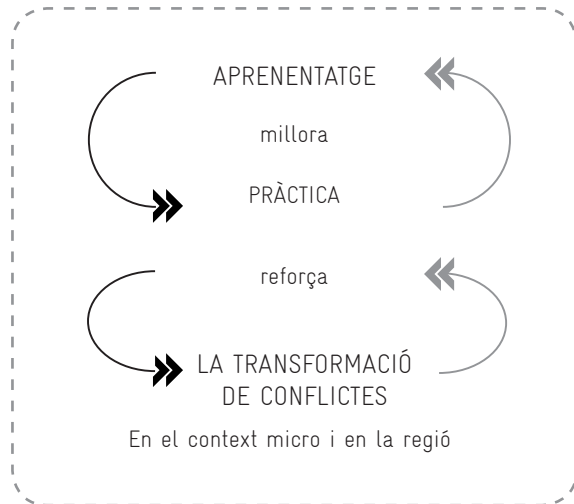 APRENENTATGE
millora
PRÀCTICA
reforça
LA TRANSFORMACIÓ
DE CONFLICTES
En el context micro i en la regió